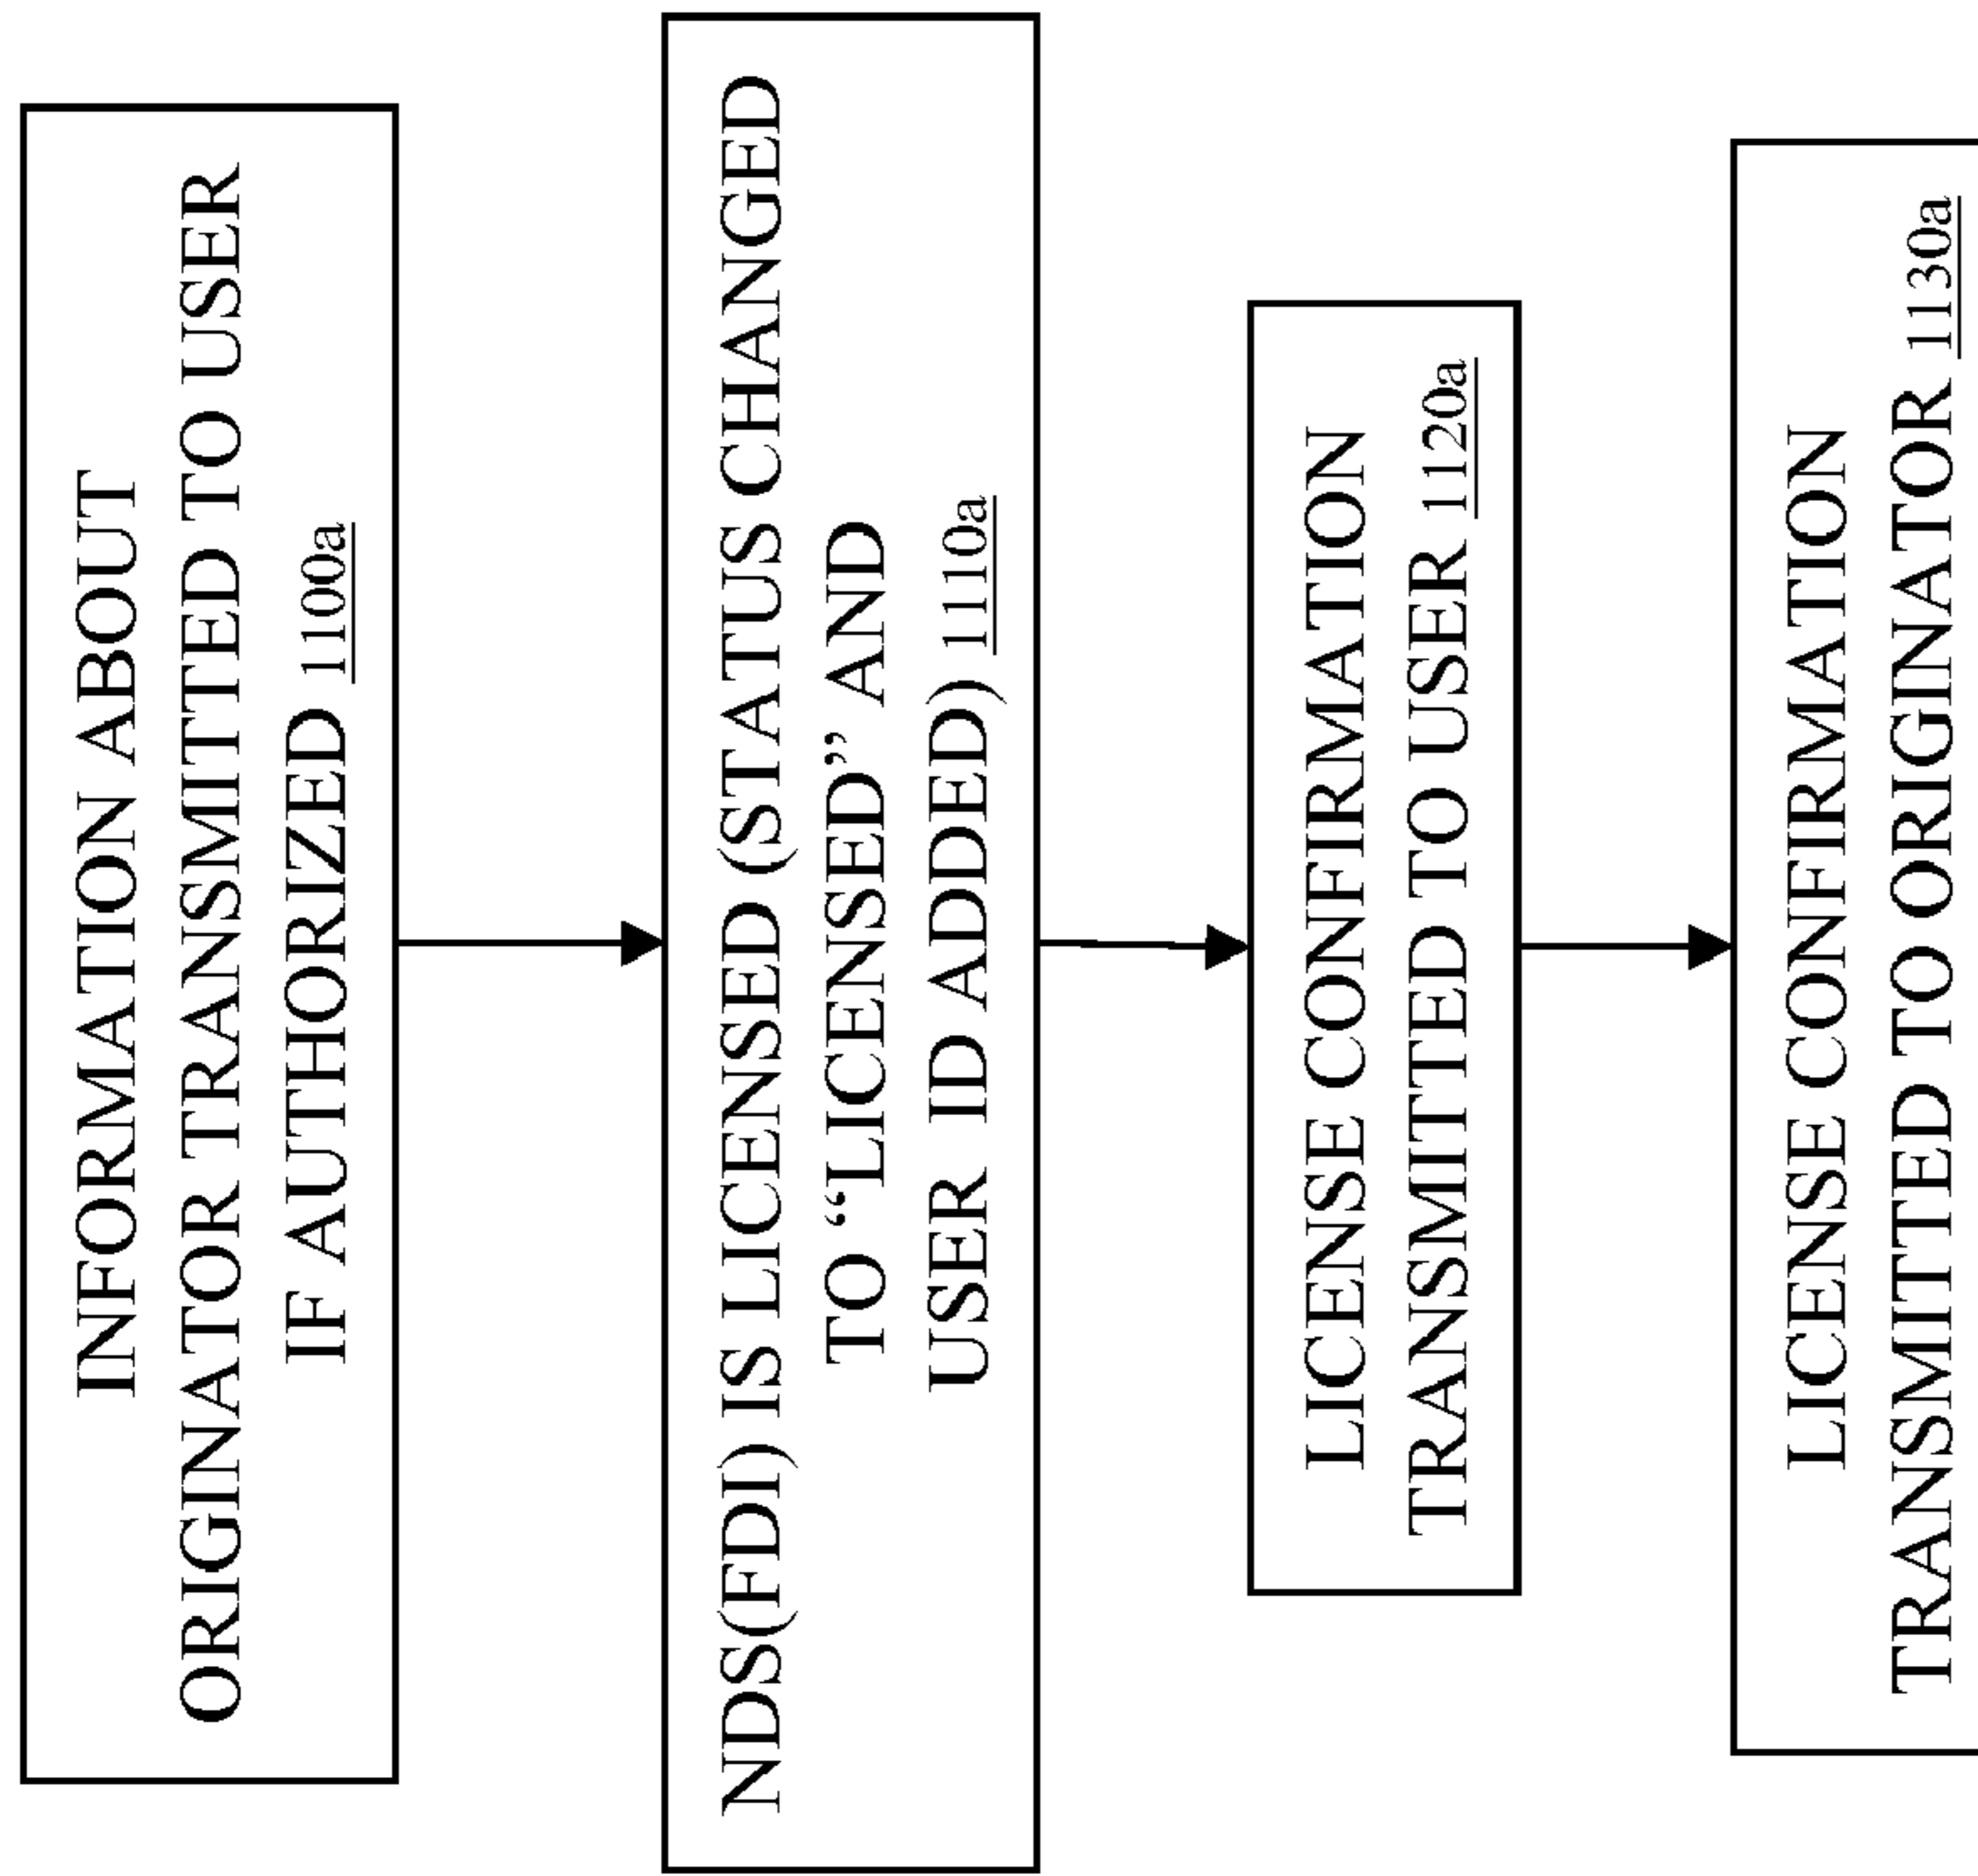 INFORMATION ABOUT
ORIGINATOR TRANSMITTED TO USER
IF AUTHORIZED 1100a
NDS(FDI) IS LICENSED (STATUS CHANGED
TO “LICENSED” AND
USER ID ADDED) 1110a
LICENSE CONFIRMATION
TRANSMITTED TO USER 1120a
LICENSE CONFIRMATION
TRANSMITTED TO ORIGINATOR 1130a